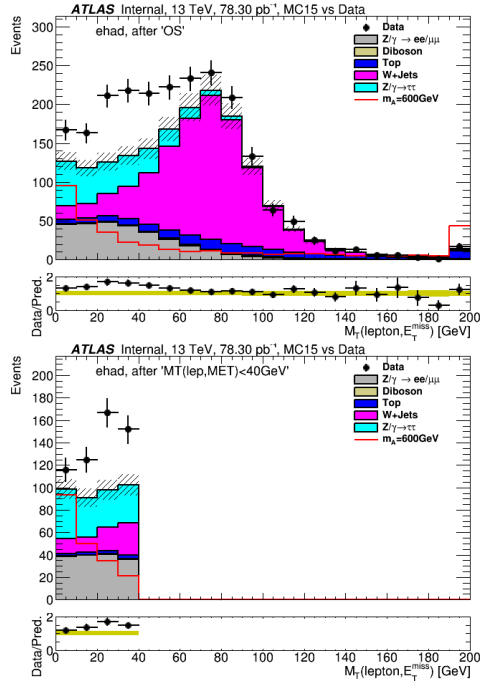 ATLAS Internal, 13 TeV, 78.30 pb⁻¹, MC15 vs Data
Events
ehad, after 'OS'
Data
Z/γ → ee/μμ
Diboson
Top
W+Jets
Z/γ→ττ
m_A=600GeV
300
250
200
150
100
50
0
Data/Pred.
2
1
0
0 20 40 60 80 100 120 140 160 180 200
M_T(lepton,E_T^miss) [GeV]
ATLAS Internal, 13 TeV, 78.30 pb⁻¹, MC15 vs Data
Events
ehad, after 'MT(lep,MET)<40GeV'
Data
Z/γ → ee/μμ
Diboson
Top
W+Jets
Z/γ→ττ
m_A=600GeV
200
180
160
140
120
100
80
60
40
20
0
Data/Pred.
2
1
0
0 20 40 60 80 100 120 140 160 180 200
M_T(lepton,E_T^miss) [GeV]